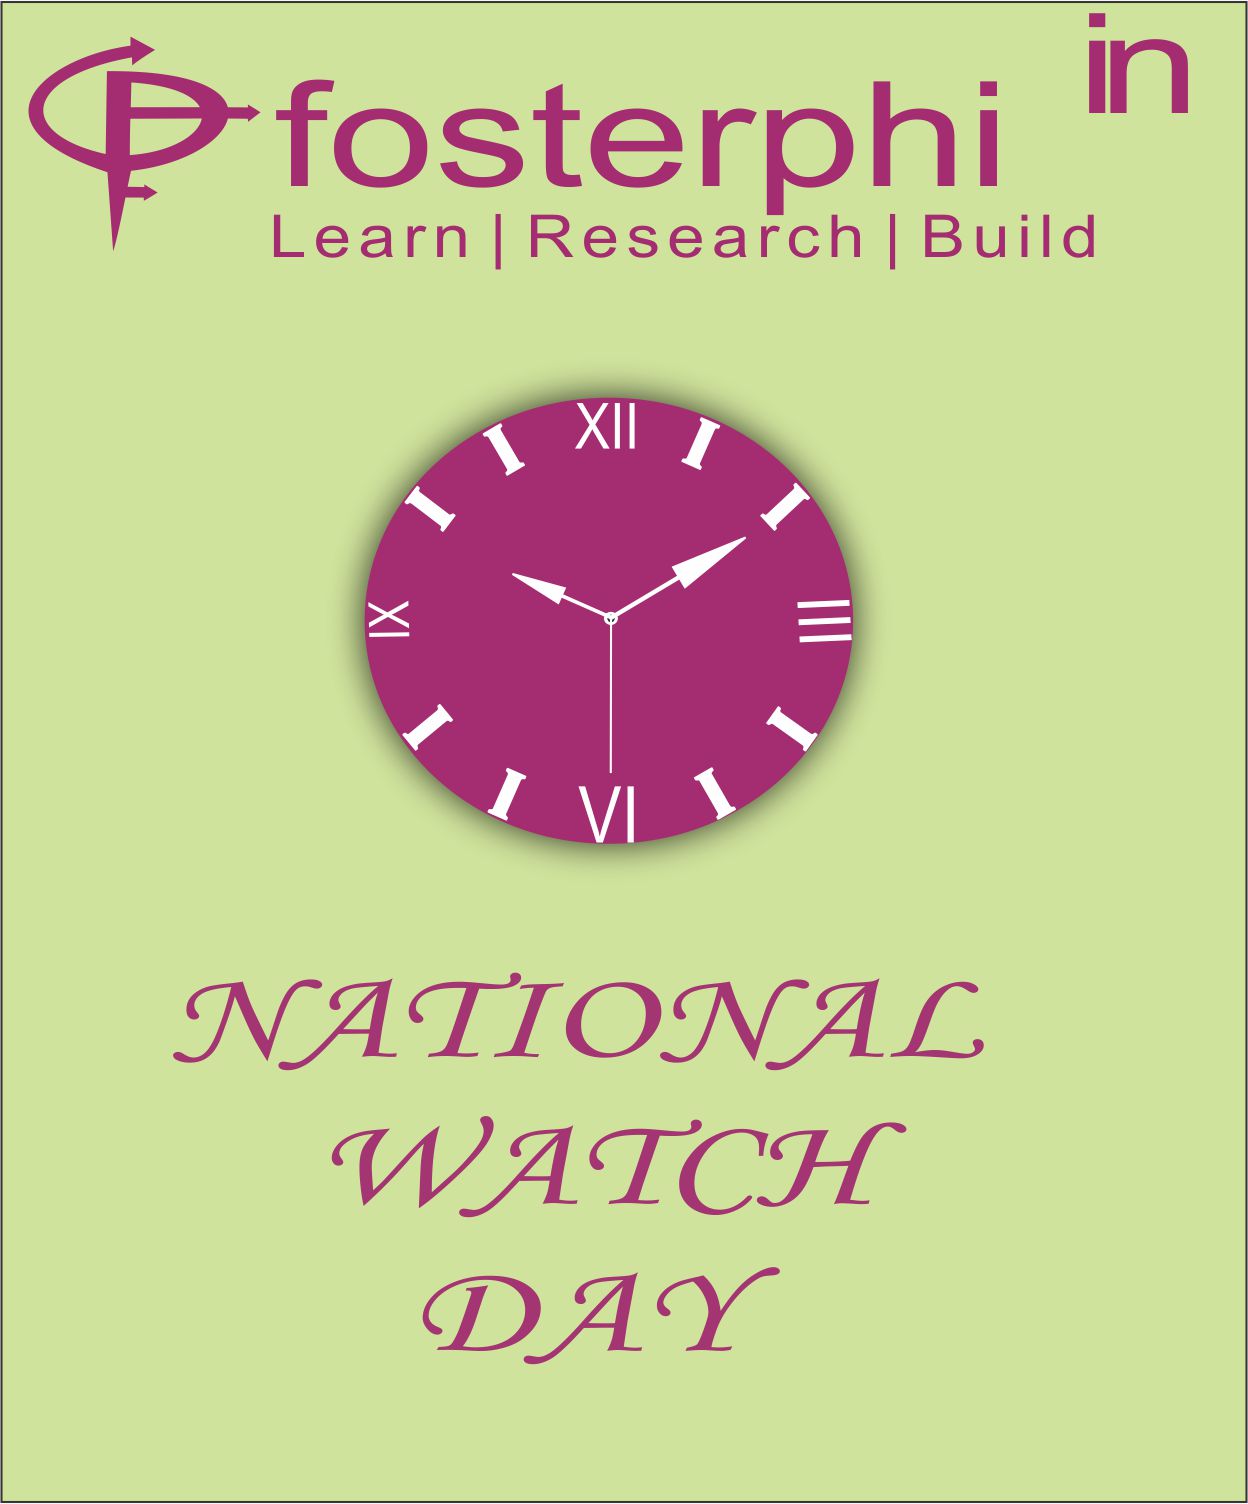 in
fosterphi
Learn | Research | Build
XII
I I
I I
IX III
I I
I I
VI
NATIONAL
WATCH
DAY